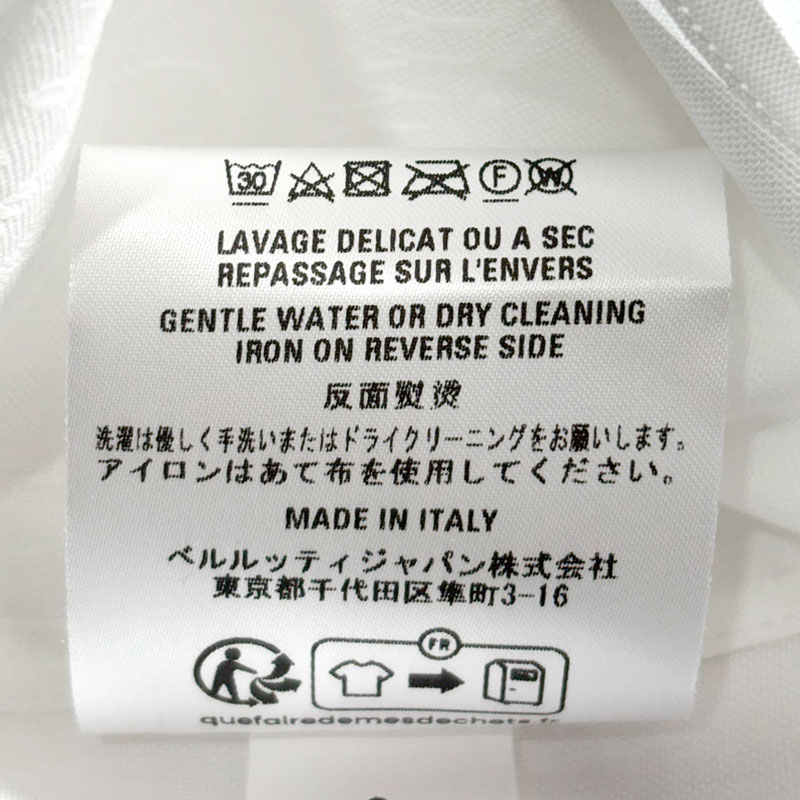 30 F W
LAVAGE DELICAT OU A SEC
REPASSAGE SUR L'ENVERS
GENTLE WATER OR DRY CLEANING
IRON ON REVERSE SIDE
反面熨烫
洗濯は優しく手洗いまたはドライクリーニングをお願いします。
アイロンはあて布を使用してください。
MADE IN ITALY
ベルルッティジャパン株式会社
東京都千代田区隼町3-16
FR
quefairedemesdechets.fr